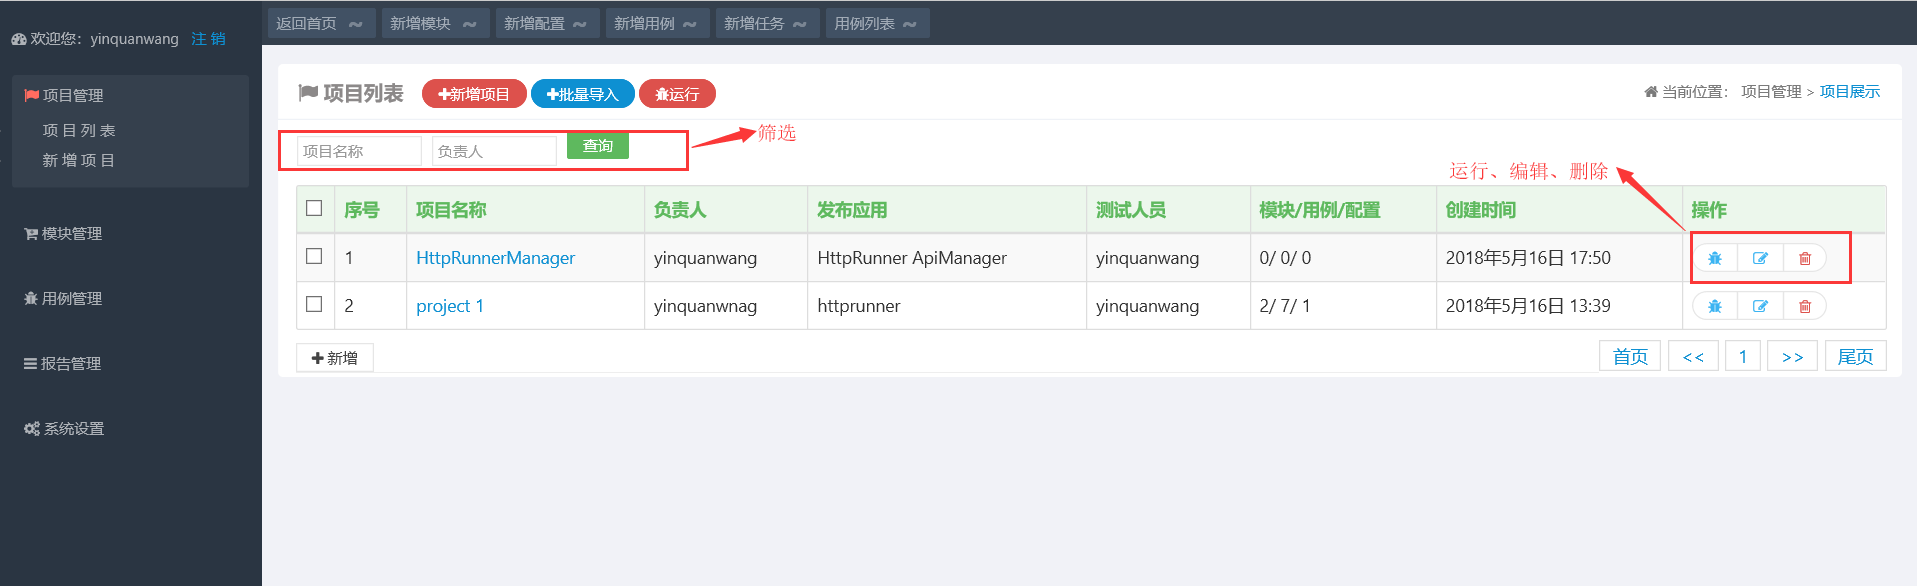 返回首页 新增模块 新增配置 新增用例 新增任务 用例列表
欢迎您：yinquanwang 注 销
项目管理
项 目 列 表
新 增 项 目
模块管理
用例管理
报告管理
系统设置
项目列表 新增项目 批量导入 运行
当前位置： 项目管理 > 项目展示
项目名称 负责人 查询
筛选
运行、编辑、删除
序号 项目名称 负责人 发布应用 测试人员 模块/用例/配置 创建时间 操作
1 HttpRunnerManager yinquanwang HttpRunner ApiManager yinquanwang 0/ 0/ 0 2018年5月16日 17:50
2 project 1 yinquanwnag httprunner yinquanwang 2/ 7/ 1 2018年5月16日 13:39
新增
首页 << 1 >> 尾页